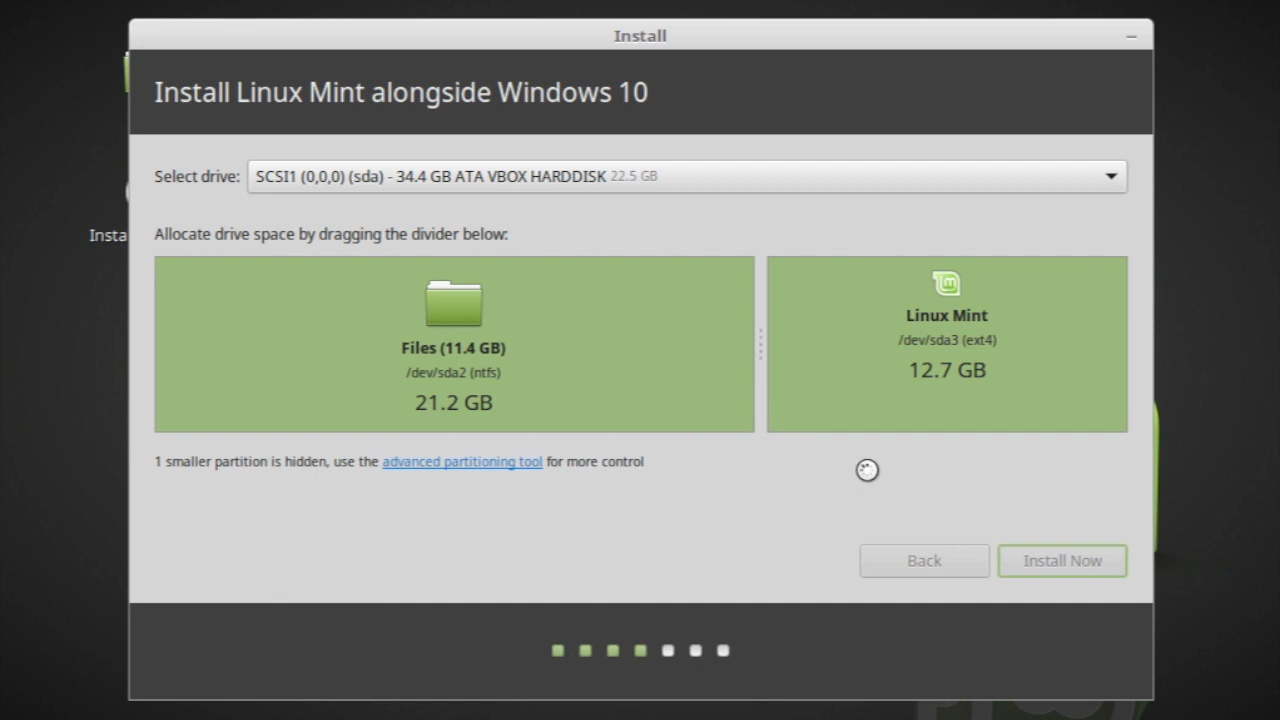 Install
Install Linux Mint alongside Windows 10
Select drive: SCSI1 (0,0,0) (sda) - 34.4 GB ATA VBOX HARDDISK 22.5 GB
Insta
Allocate drive space by dragging the divider below:
Files (11.4 GB)
/dev/sda2 (ntfs)
21.2 GB
Linux Mint
/dev/sda3 (ext4)
12.7 GB
1 smaller partition is hidden, use the advanced partitioning tool for more control
Back
Install Now